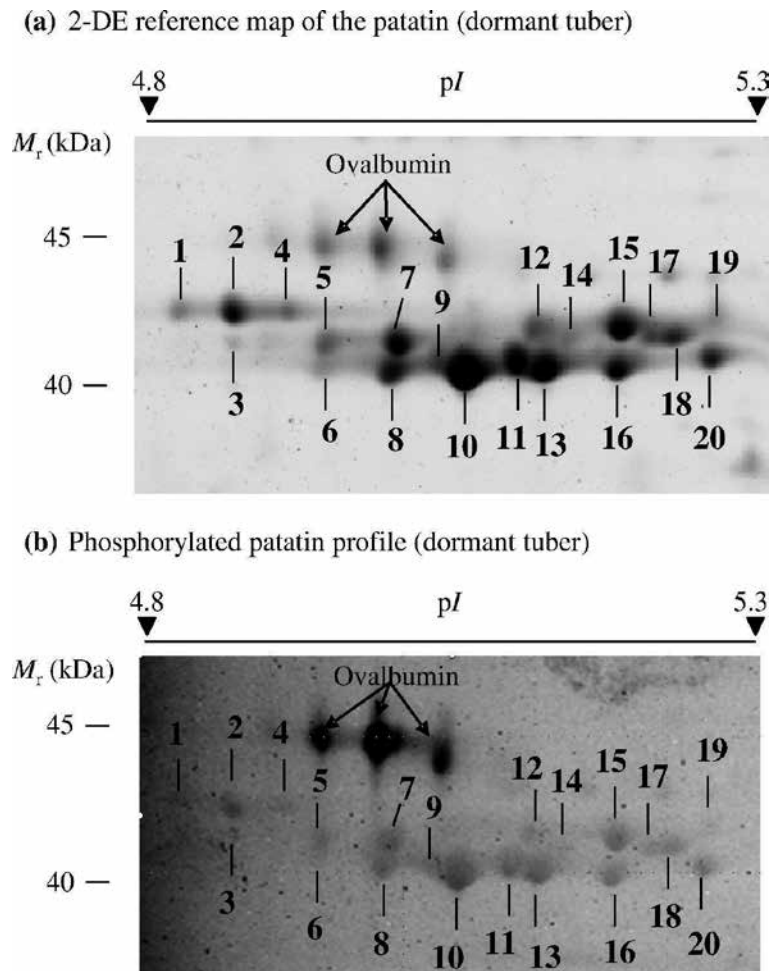 (a) 2-DE reference map of the patatin (dormant tuber)
4.8 pI 5.3
Mr (kDa)
Ovalbumin
45
1 2 4 5 7 9 12 14 15 17 19
40
3 6 8 10 11 13 16 18 20
(b) Phosphorylated patatin profile (dormant tuber)
4.8 pI 5.3
Mr (kDa)
Ovalbumin
45
1 2 4 5 7 9 12 14 15 17 19
40
3 6 8 10 11 13 16 18 20